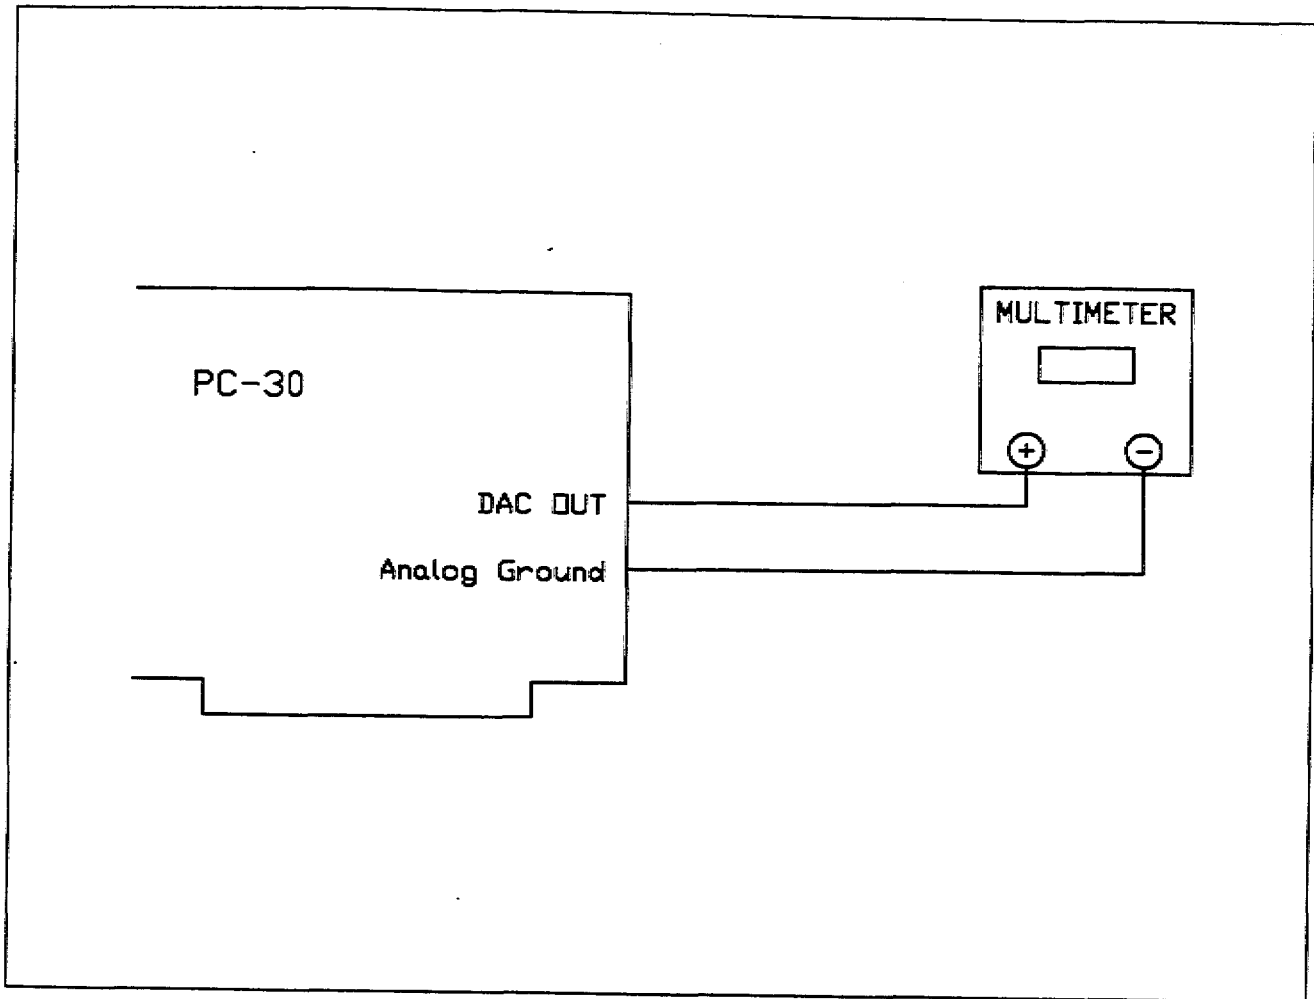 MULTIMETER
PC-30
+ -
DAC OUT
Analog Ground